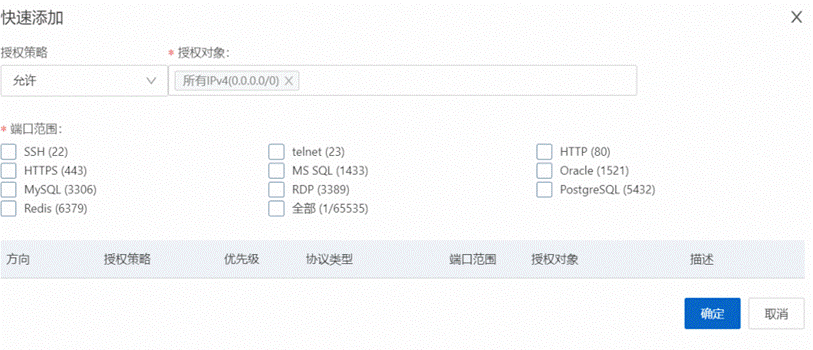 快速添加
授权策略 * 授权对象:
允许 所有IPv4(0.0.0.0/0)
* 端口范围:
SSH (22) telnet (23) HTTP (80)
HTTPS (443) MS SQL (1433) Oracle (1521)
MySQL (3306) RDP (3389) PostgreSQL (5432)
Redis (6379) 全部 (1/65535)
方向 授权策略 优先级 协议类型 端口范围 授权对象 描述
确定 取消